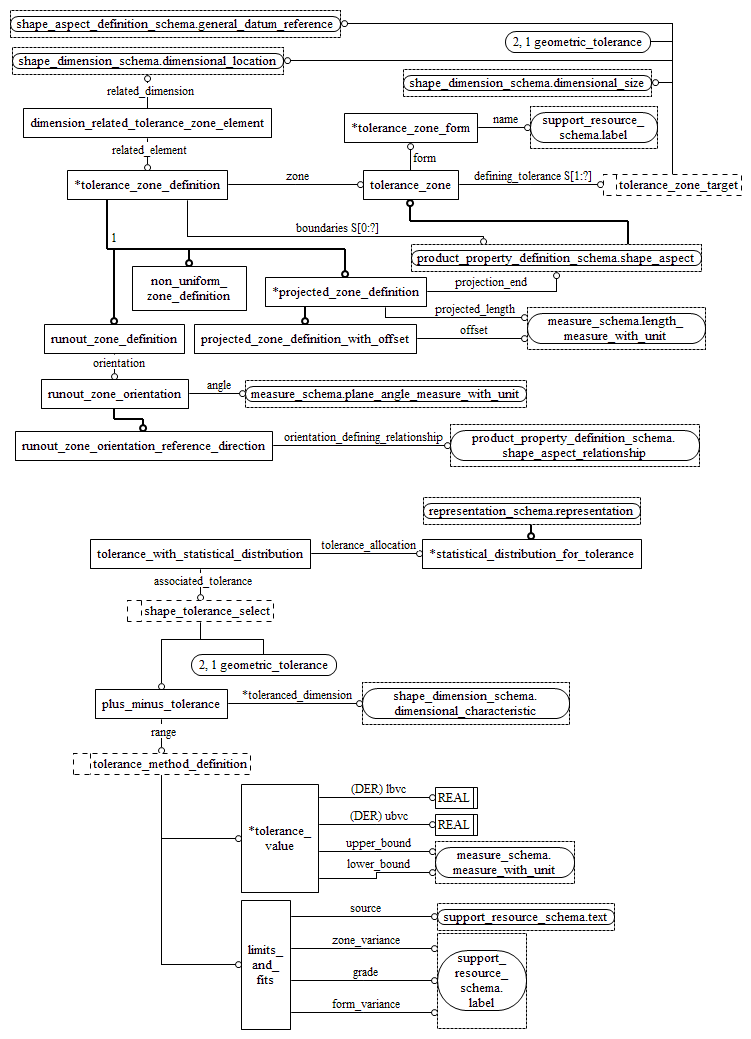 shape_aspect_definition_schema.general_datum_reference
2, 1 geometric_tolerance
shape_dimension_schema.dimensional_location
shape_dimension_schema.dimensional_size
related_dimension
dimension_related_tolerance_zone_element
*tolerance_zone_form
name
support_resource_
schema.label
related_element
form
*tolerance_zone_definition
zone
tolerance_zone
defining_tolerance S[1:?]
tolerance_zone_target
boundaries S[0:?]
1
product_property_definition_schema.shape_aspect
non_uniform_
zone_definition
*projected_zone_definition
projection_end
projected_length
measure_schema.length_
measure_with_unit
runout_zone_definition
projected_zone_definition_with_offset
offset
orientation
runout_zone_orientation
angle
measure_schema.plane_angle_measure_with_unit
runout_zone_orientation_reference_direction
orientation_defining_relationship
product_property_definition_schema.
shape_aspect_relationship
representation_schema.representation
tolerance_with_statistical_distribution
tolerance_allocation
*statistical_distribution_for_tolerance
associated_tolerance
shape_tolerance_select
2, 1 geometric_tolerance
plus_minus_tolerance
*toleranced_dimension
shape_dimension_schema.
dimensional_characteristic
range
tolerance_method_definition
*tolerance_
value
(DER) lbvc
REAL
(DER) ubvc
REAL
upper_bound
lower_bound
measure_schema.
measure_with_unit
limits_
and_
fits
source
support_resource_schema.text
zone_variance
grade
form_variance
support_
resource_
schema.
label